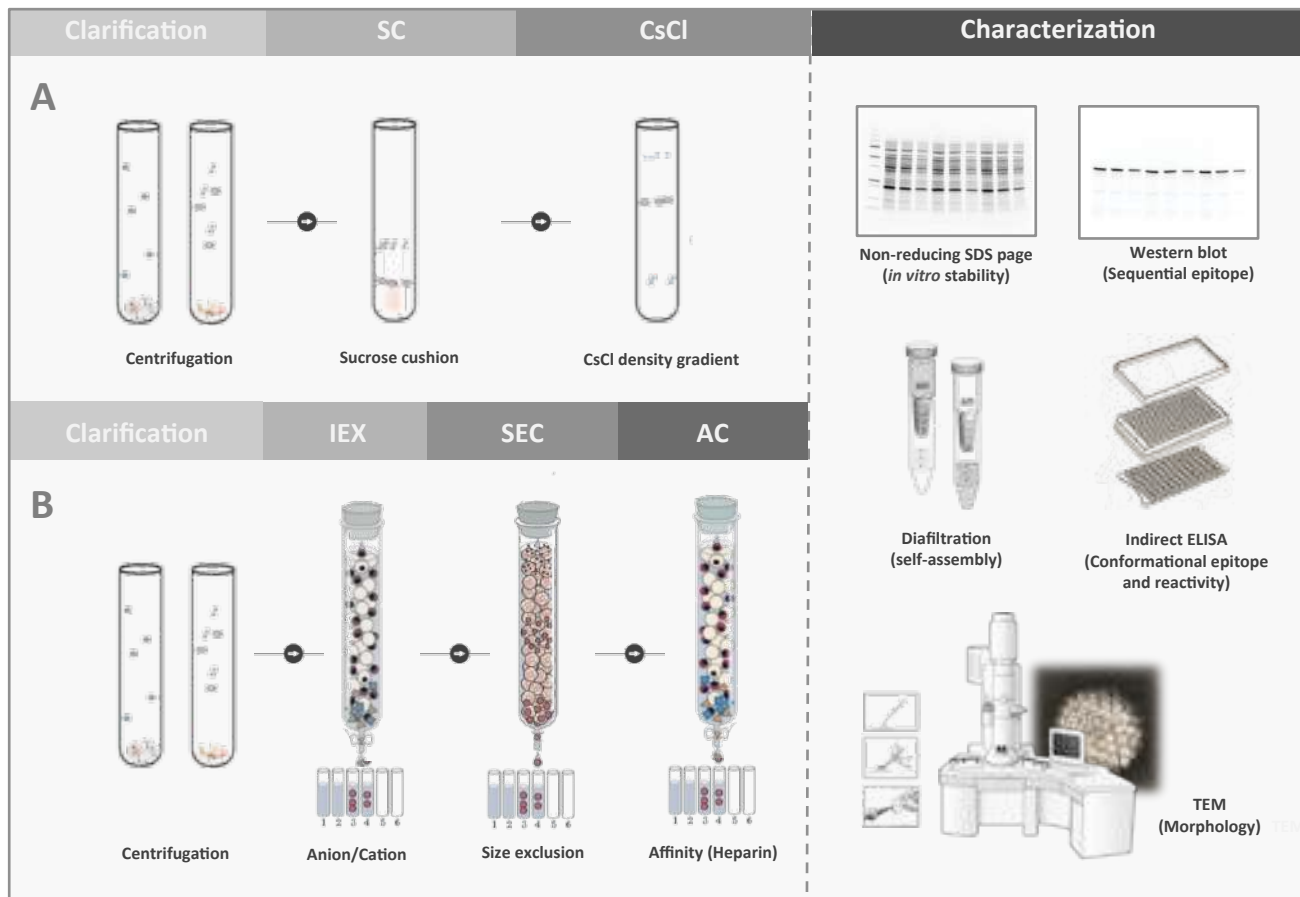 Clarification
SC
CsCl
Characterization
A
Centrifugation
Sucrose cushion
CsCl density gradient
Non-reducing SDS page
(in vitro stability)
Western blot
(Sequential epitope)
Clarification
IEX
SEC
AC
B
Diafiltration
(self-assembly)
Indirect ELISA
(Conformational epitope
and reactivity)
1 2 3 4 5 6
1 2 3 4 5 6
1 2 3 4 5 6
Centrifugation
Anion/Cation
Size exclusion
Affinity (Heparin)
TEM
(Morphology)
TEM